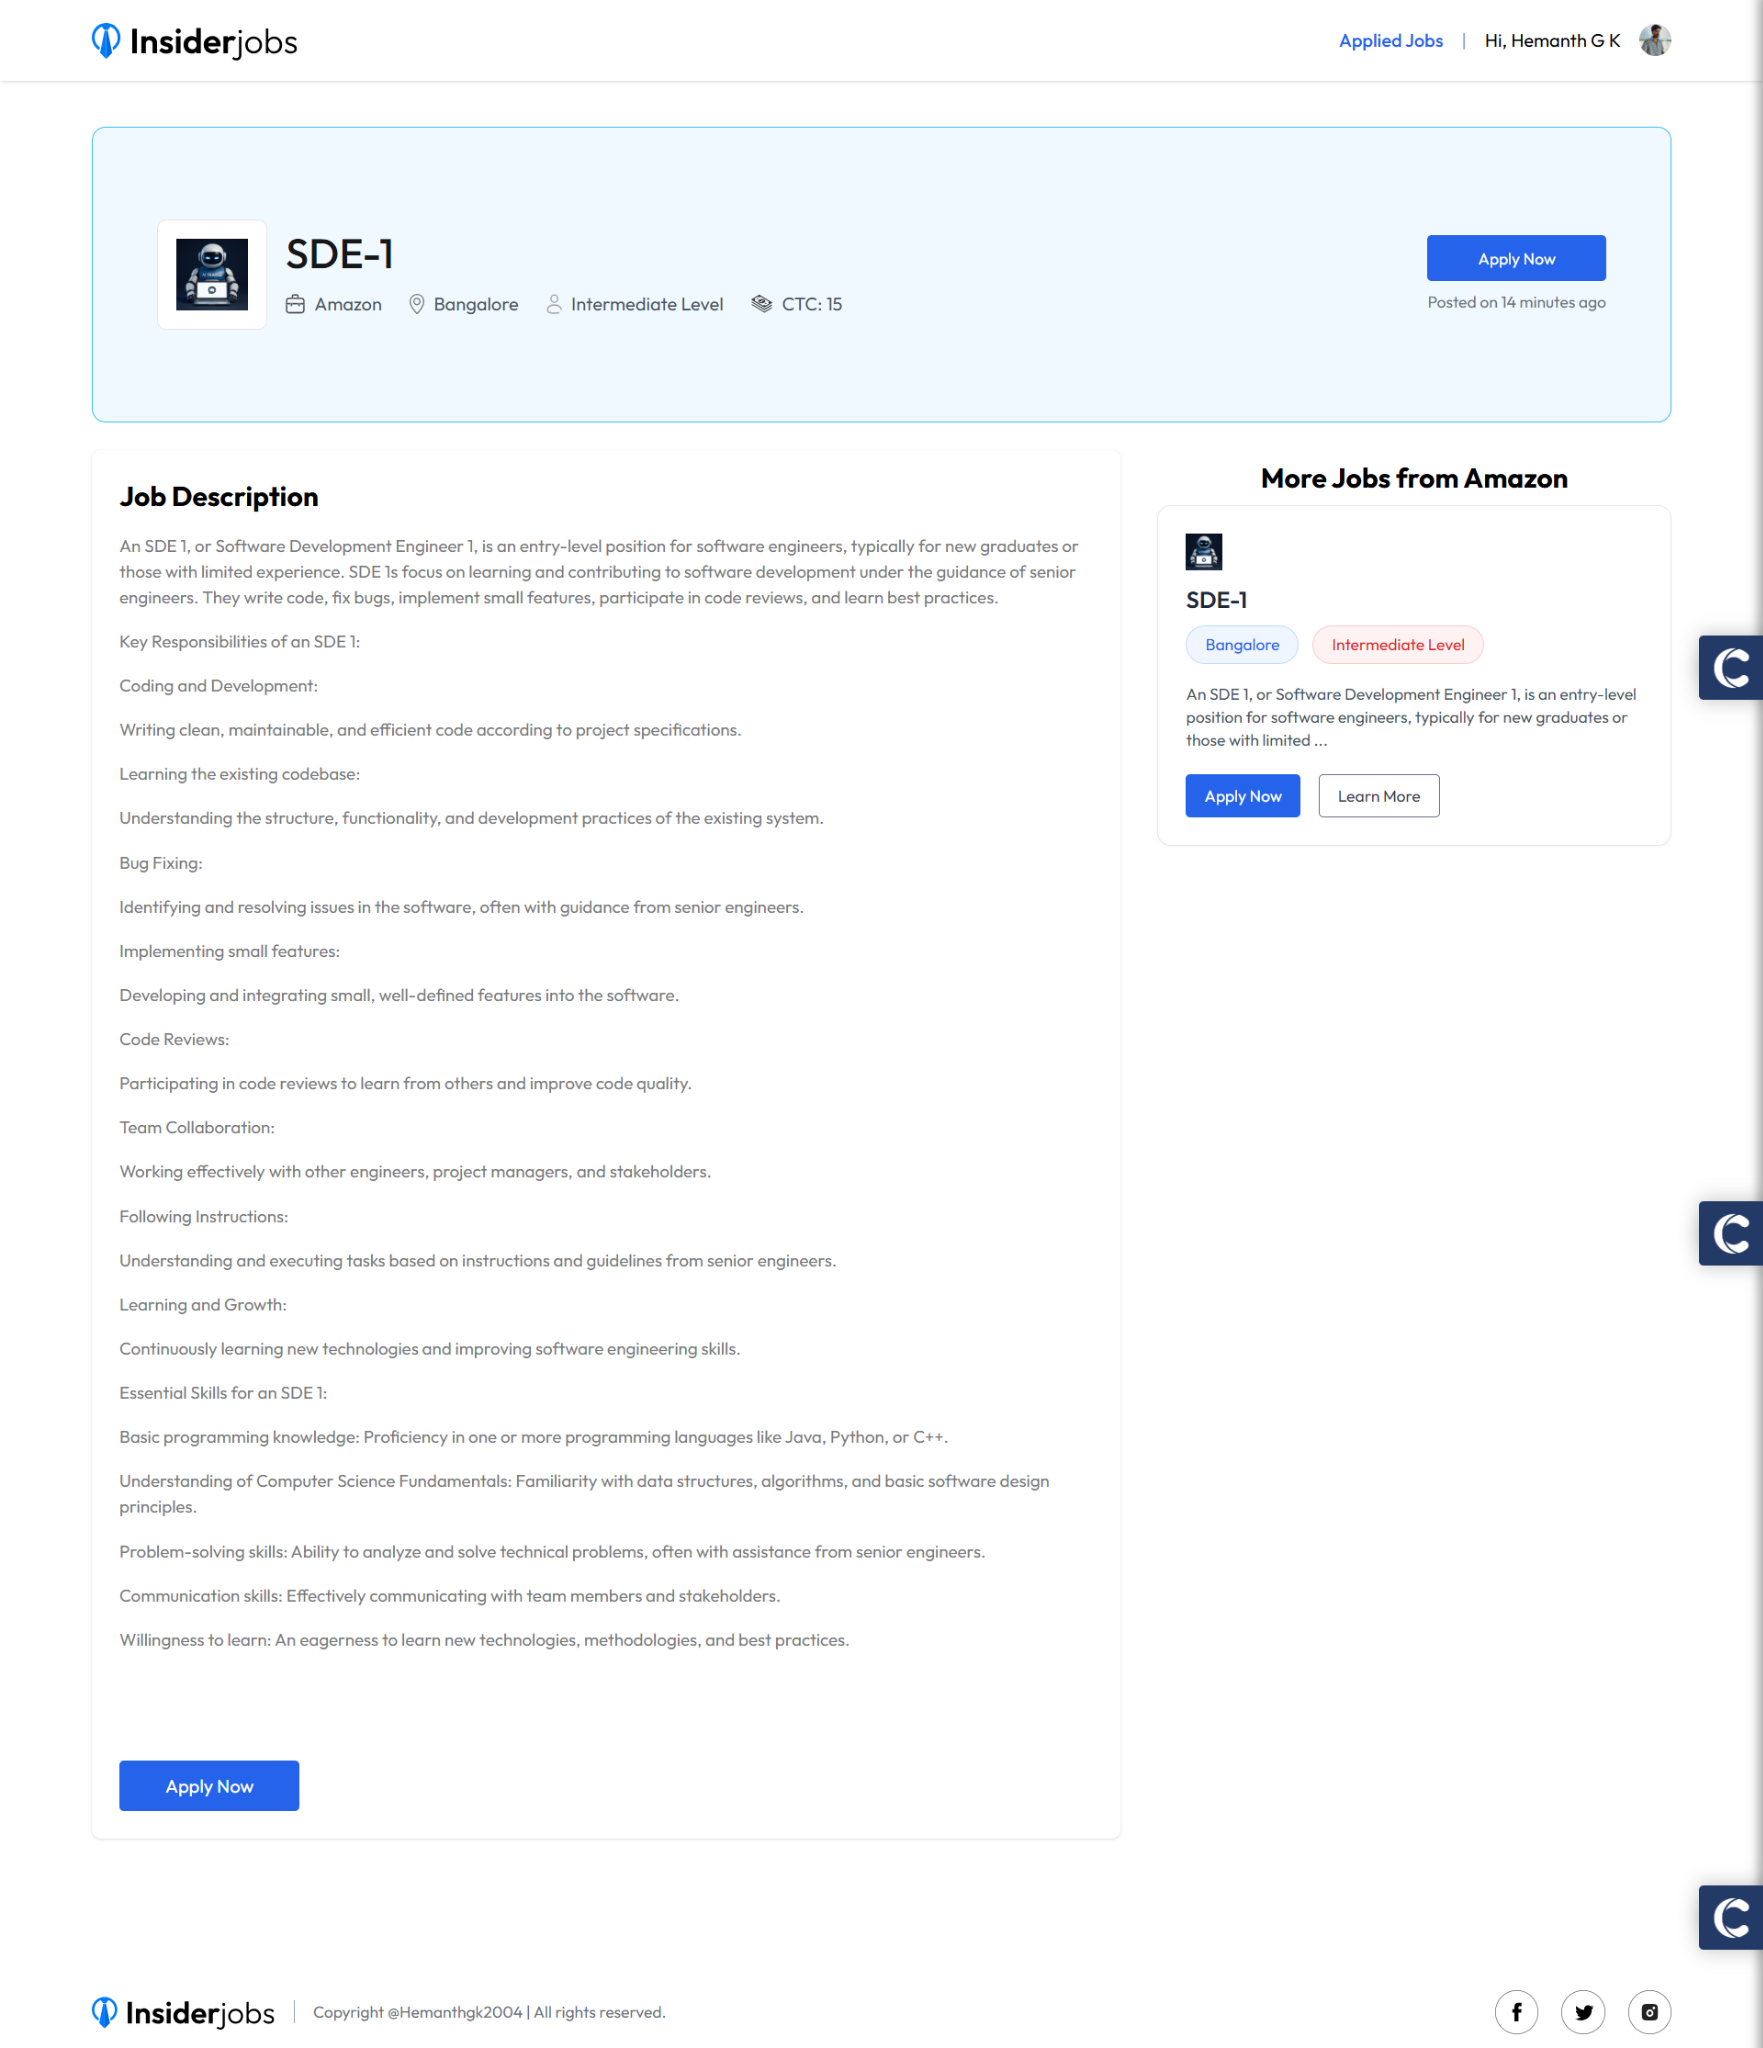 Insiderjobs
Applied Jobs | Hi, Hemanth G K
SDE-1
Amazon Bangalore Intermediate Level CTC: 15
Apply Now
Posted on 14 minutes ago
Job Description
An SDE 1, or Software Development Engineer 1, is an entry-level position for software engineers, typically for new graduates or
those with limited experience. SDE 1s focus on learning and contributing to software development under the guidance of senior
engineers. They write code, fix bugs, implement small features, participate in code reviews, and learn best practices.
Key Responsibilities of an SDE 1:
Coding and Development:
Writing clean, maintainable, and efficient code according to project specifications.
Learning the existing codebase:
Understanding the structure, functionality, and development practices of the existing system.
Bug Fixing:
Identifying and resolving issues in the software, often with guidance from senior engineers.
Implementing small features:
Developing and integrating small, well-defined features into the software.
Code Reviews:
Participating in code reviews to learn from others and improve code quality.
Team Collaboration:
Working effectively with other engineers, project managers, and stakeholders.
Following Instructions:
Understanding and executing tasks based on instructions and guidelines from senior engineers.
Learning and Growth:
Continuously learning new technologies and improving software engineering skills.
Essential Skills for an SDE 1:
Basic programming knowledge: Proficiency in one or more programming languages like Java, Python, or C++.
Understanding of Computer Science Fundamentals: Familiarity with data structures, algorithms, and basic software design
principles.
Problem-solving skills: Ability to analyze and solve technical problems, often with assistance from senior engineers.
Communication skills: Effectively communicating with team members and stakeholders.
Willingness to learn: An eagerness to learn new technologies, methodologies, and best practices.
Apply Now
More Jobs from Amazon
SDE-1
Bangalore Intermediate Level
An SDE 1, or Software Development Engineer 1, is an entry-level
position for software engineers, typically for new graduates or
those with limited ...
Apply Now Learn More
Insiderjobs | Copyright @Hemanthgk2004 | All rights reserved.